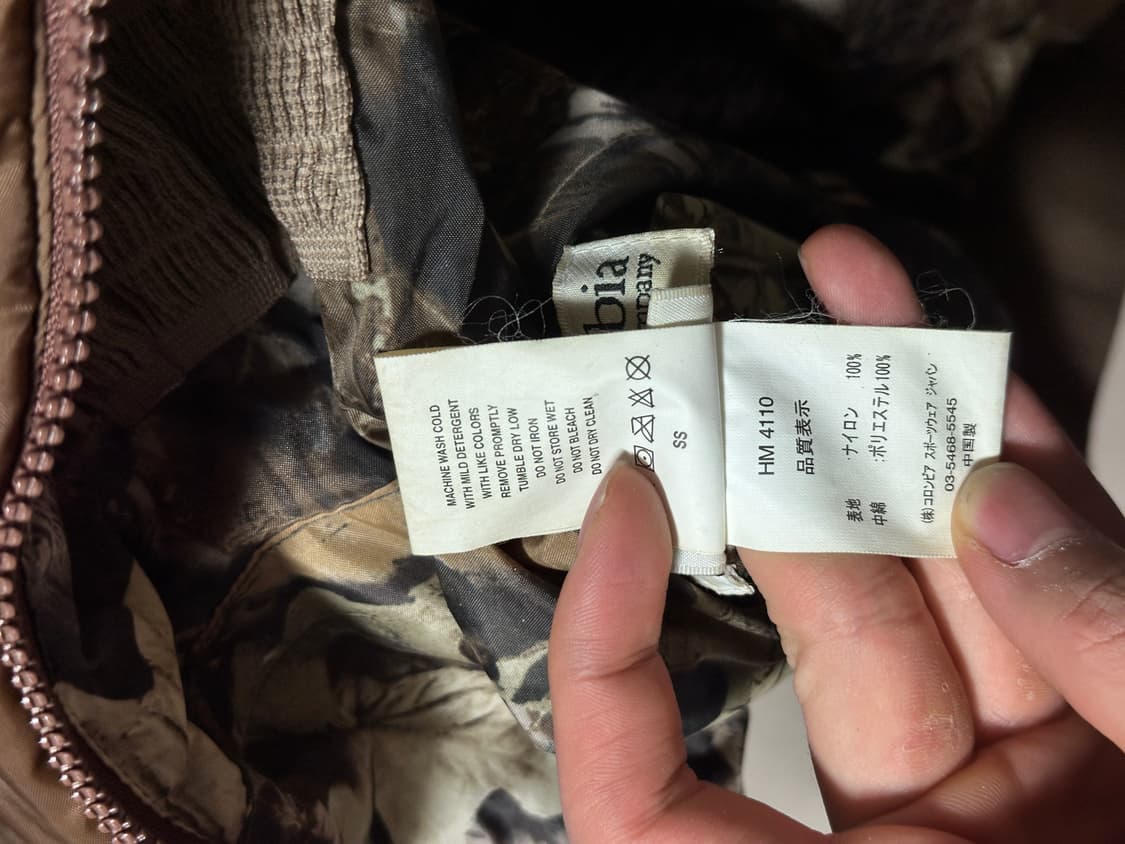 bia
mpany
MACHINE WASH COLD
WITH MILD DETERGENT
WITH LIKE COLORS
REMOVE PROMPTLY
TUMBLE DRY LOW
DO NOT IRON
DO NOT STORE WET
DO NOT BLEACH
DO NOT DRY CLEAN
SS
HM 4110
品質表示
表地 :ナイロン 100%
中綿 :ポリエステル100%
(株)コロンビア スポーツウェア ジャパン
03-5468-5545
中国製